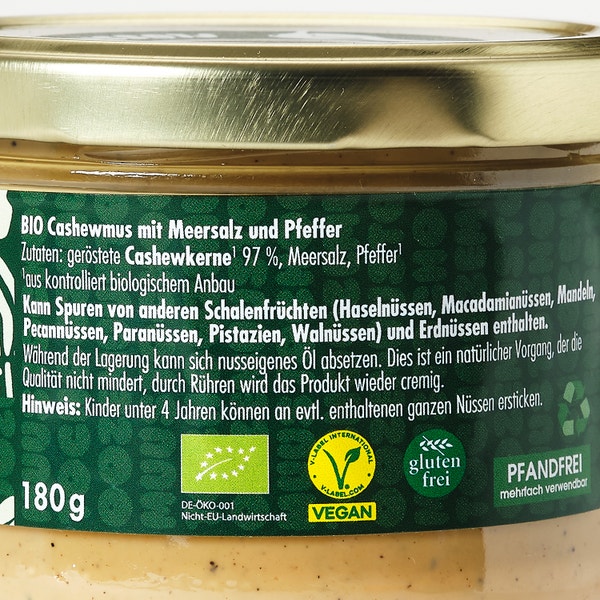 BIO Cashewmus mit Meersalz und Pfeffer
Zutaten: geröstete Cashewkerne¹ 97 %, Meersalz, Pfeffer¹
¹aus kontrolliert biologischem Anbau
Kann Spuren von anderen Schalenfrüchten (Haselnüssen, Macadamianüssen, Mandeln,
Pecannüssen, Paranüssen, Pistazien, Walnüssen) und Erdnüssen enthalten.
Während der Lagerung kann sich nusseigenes Öl absetzen. Dies ist ein natürlicher Vorgang, der die
Qualität nicht mindert, durch Rühren wird das Produkt wieder cremig.
Hinweis: Kinder unter 4 Jahren können an evtl. enthaltenen ganzen Nüssen ersticken.
180 g
DE-ÖKO-001
Nicht-EU-Landwirtschaft
V-LABEL INTERNATIONAL
V-LABEL.COM
VEGAN
gluten
frei
PFANDFREI
mehrfach verwendbar